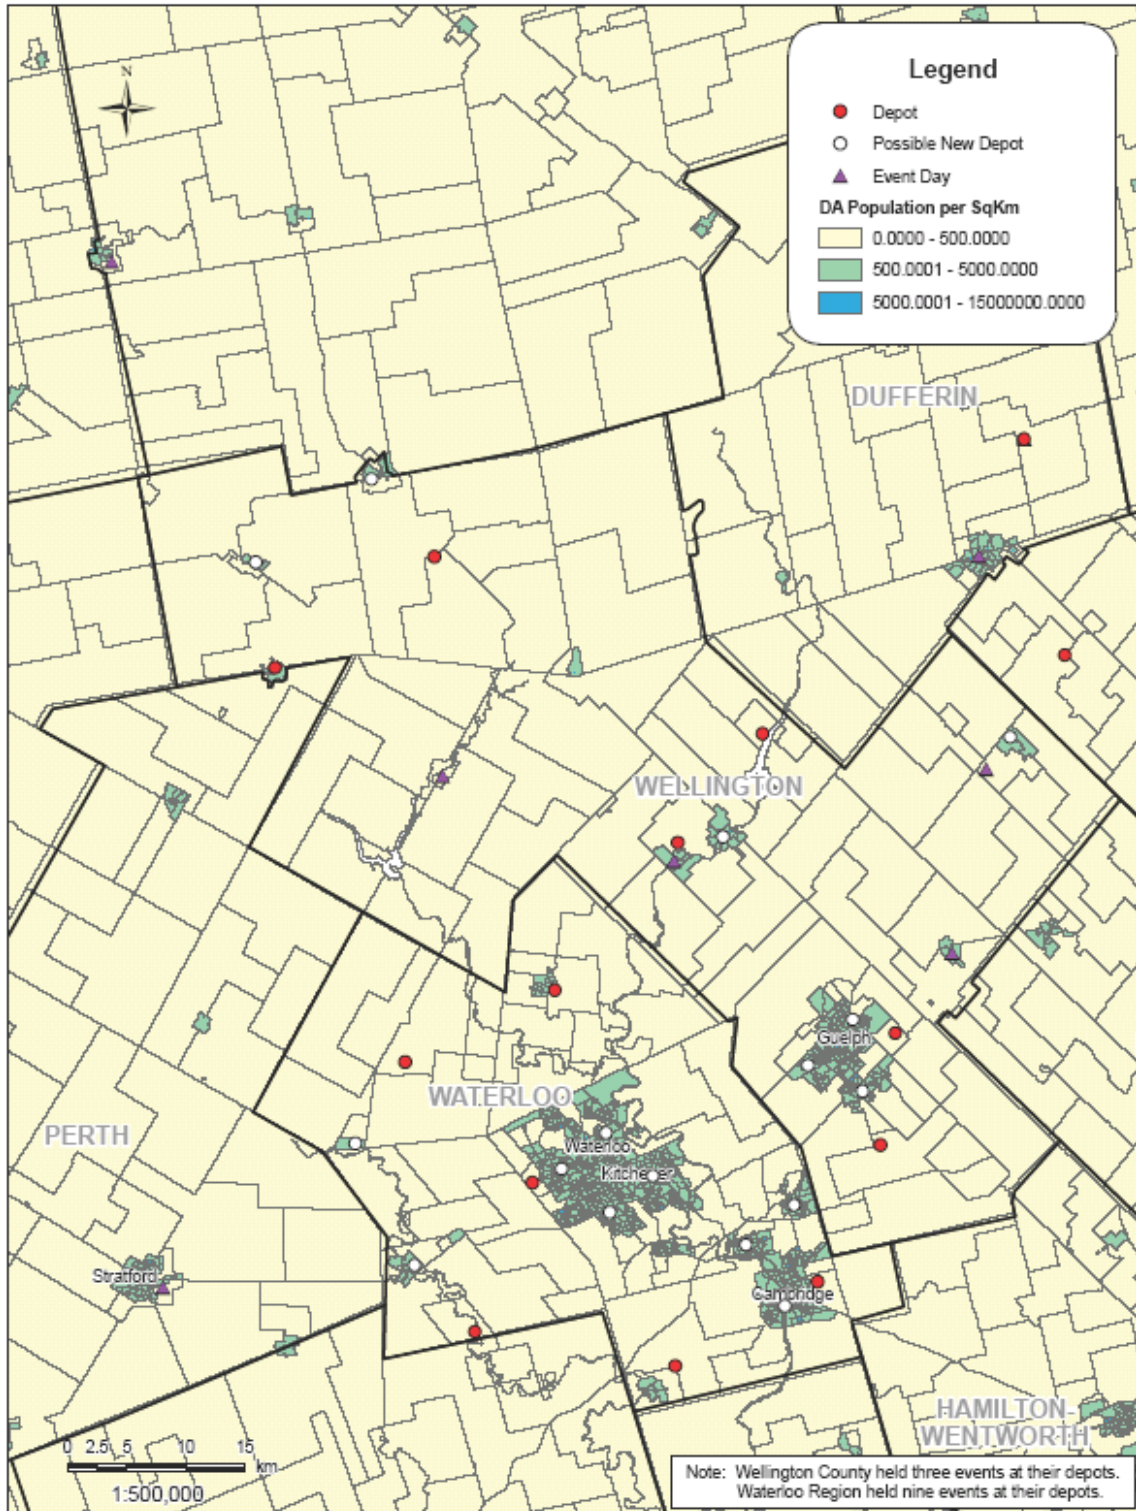 N
Legend
Depot
Possible New Depot
Event Day
DA Population per SqKm
0.0000 - 500.0000
500.0001 - 5000.0000
5000.0001 - 15000000.0000
DUFFERIN
WELLINGTON
Guelph
WATERLOO
PERTH
Waterloo
Kitchener
Stratford
Cambridge
HAMILTON-
WENTWORTH
0 2.5 5 10 15
km
1:500,000
Note: Wellington County held three events at their depots.
Waterloo Region held nine events at their depots.